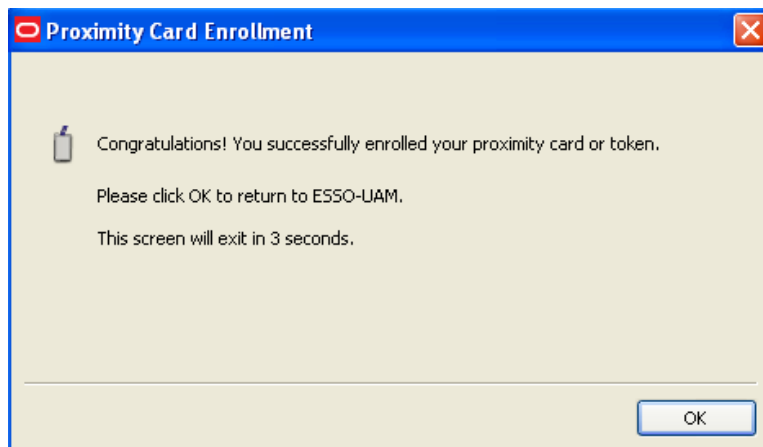 Proximity Card Enrollment
Congratulations! You successfully enrolled your proximity card or token.
Please click OK to return to ESSO-UAM.
This screen will exit in 3 seconds.
OK